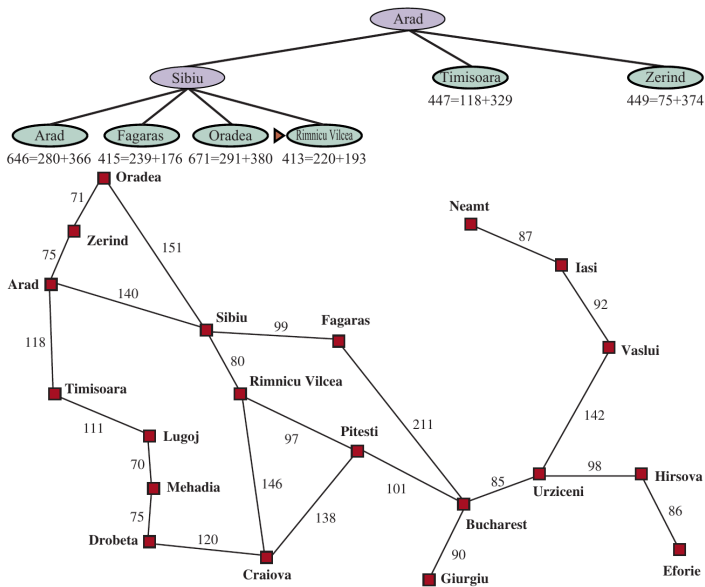 Arad
Sibiu
Timisoara
Zerind
447=118+329
449=75+374
Arad
Fagaras
Oradea
Rimnicu Vilcea
646=280+366
415=239+176
671=291+380
413=220+193
Oradea
71
Neamt
Zerind
87
75
151
Iasi
Arad
140
92
Sibiu
Fagaras
99
118
80
Vaslui
Rimnicu Vilcea
Timisoara
111
142
Lugoj
97
Pitesti
211
70
98
Hirsova
Mehadia
146
101
85
Urziceni
75
138
86
Bucharest
Drobeta
120
90
Craiova
Giurgiu
Eforie